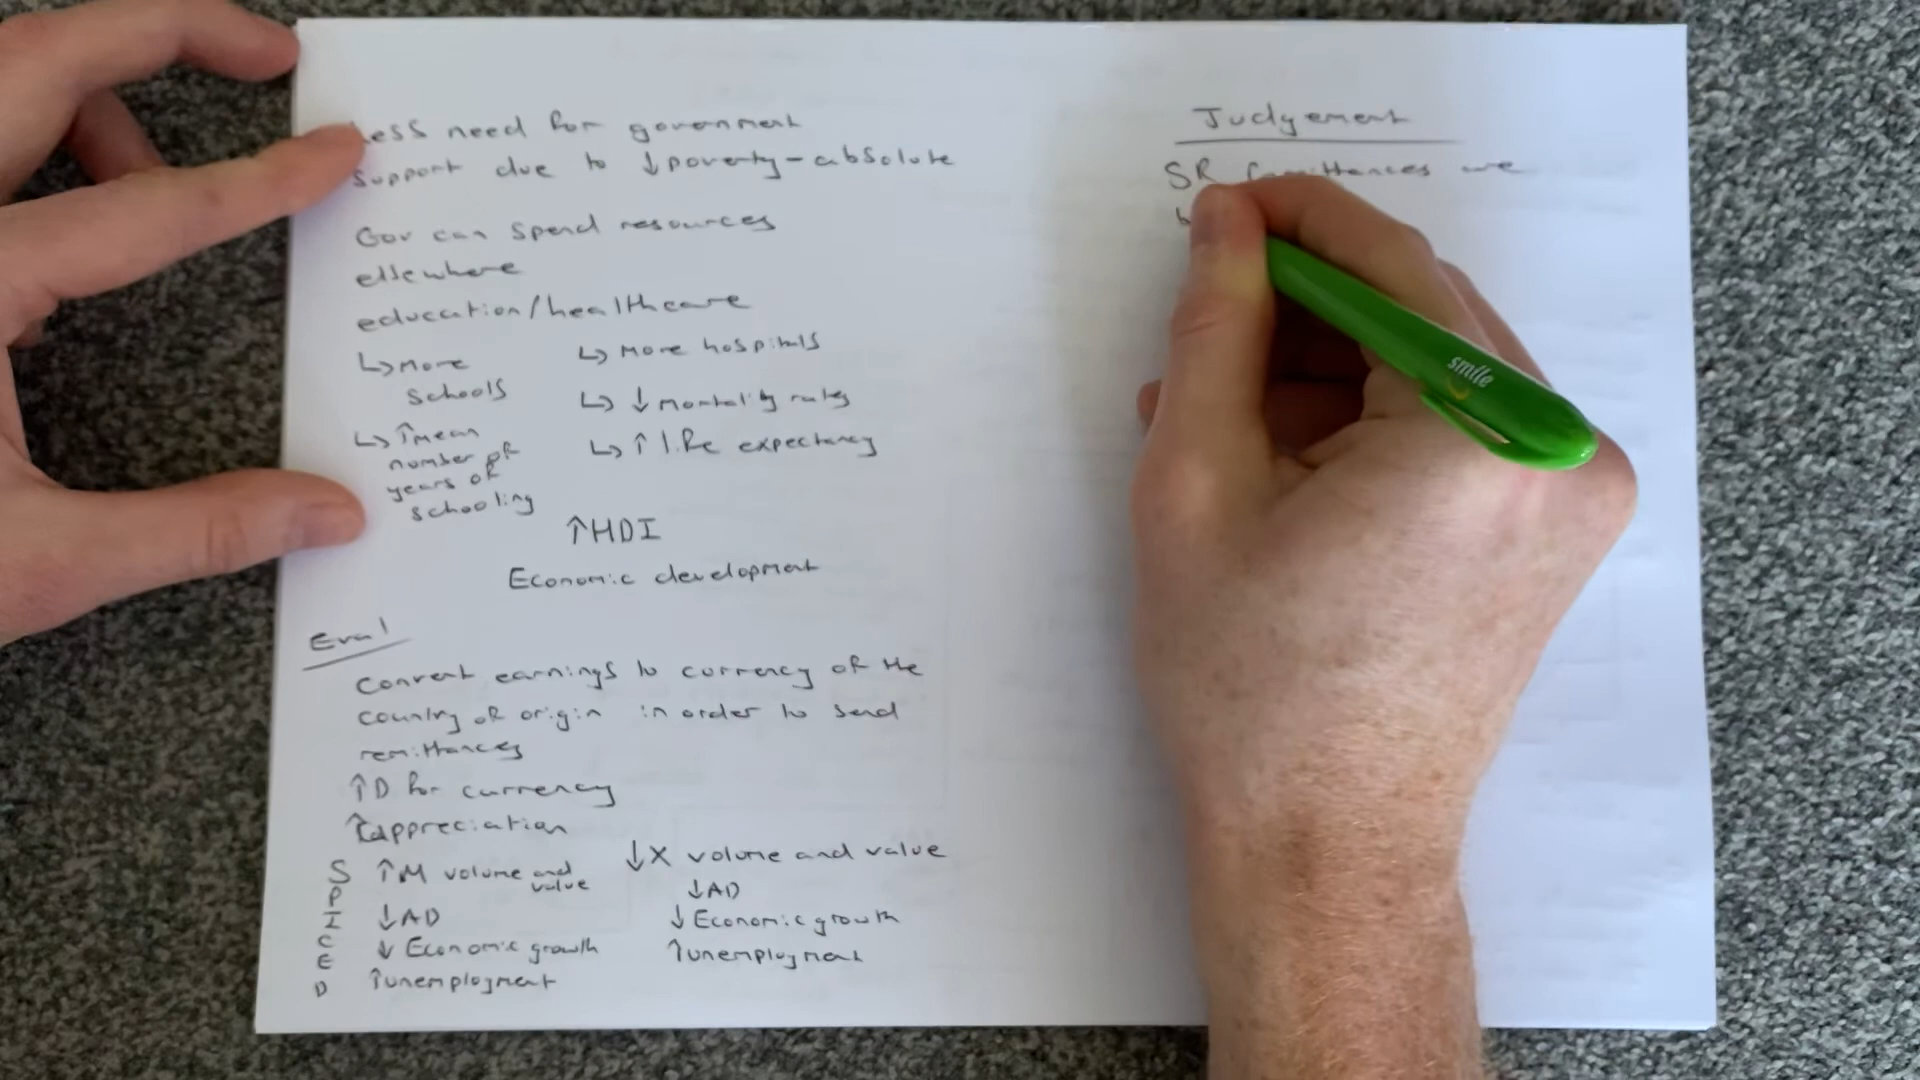 Less need for government
support due to ↓ poverty - absolute
Gov can spend resources
elsewhere
education/healthcare
↳ more
schools
↳ ↑ mean
number of
years of
schooling
↳ more hospitals
↳ ↓ mortality rates
↳ ↑ life expectancy
↑ HDI
Economic development
Eval
Convert earnings to currency of the
country of origin in order to send
remittances
↑D for currency
↑ appreciation
SPICED
↑M volume and value
↓AD
↓ Economic growth
↑unemployment
↓X volume and value
↓AD
↓ Economic growth
↑unemployment
Judgement
SR remittances are
smile